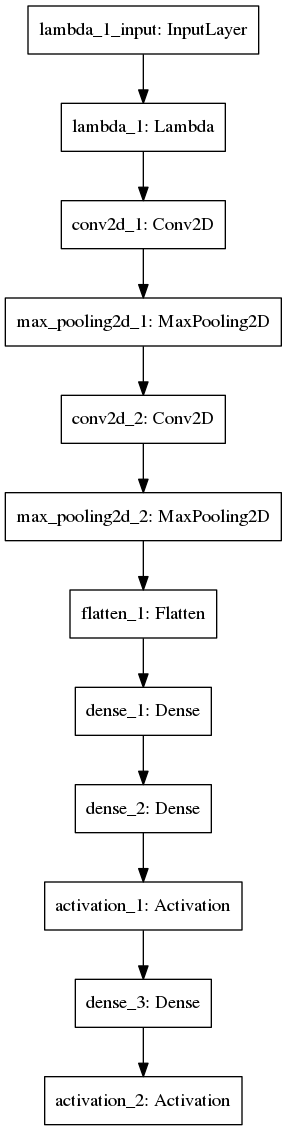 lambda_1_input: InputLayer
lambda_1: Lambda
conv2d_1: Conv2D
max_pooling2d_1: MaxPooling2D
conv2d_2: Conv2D
max_pooling2d_2: MaxPooling2D
flatten_1: Flatten
dense_1: Dense
dense_2: Dense
activation_1: Activation
dense_3: Dense
activation_2: Activation